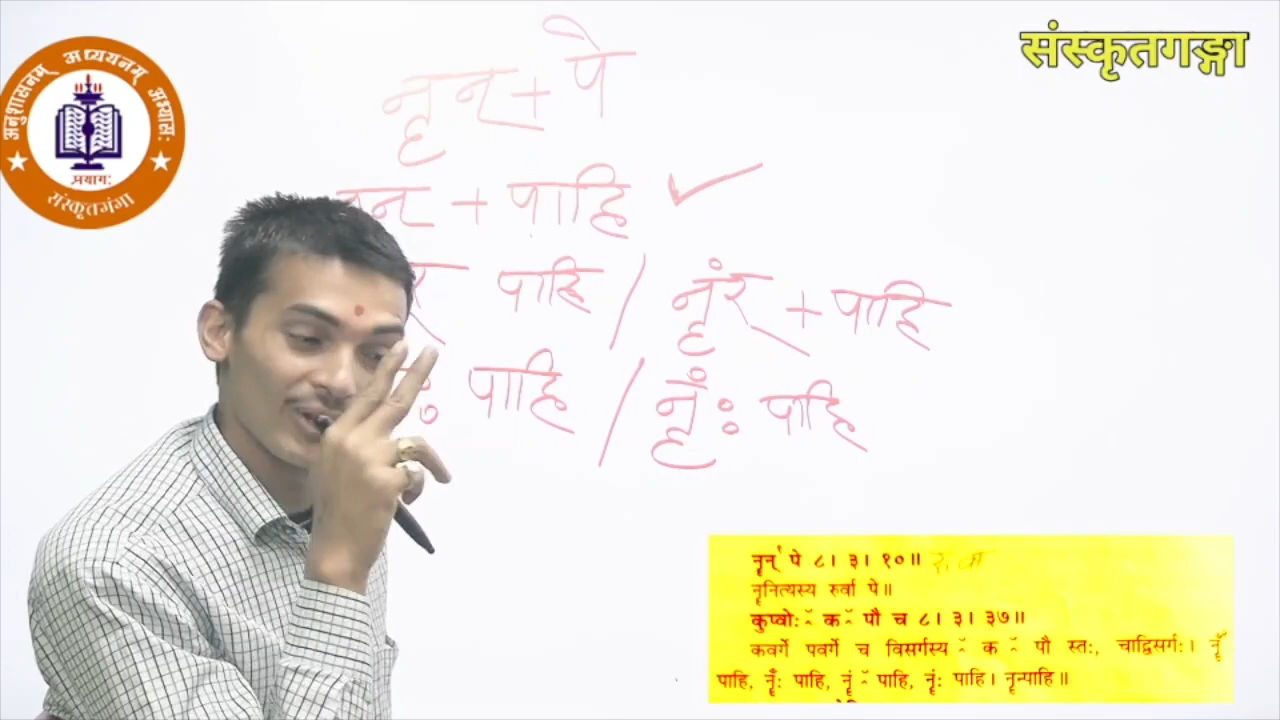 संस्कृतगङ्गा
अनुशासनम् अध्ययनम् अभ्यासः
प्रयागः
संस्कृतगंगा
नॄन् + पे
न् + पाहि ✓
र् पाहि / नॄंर् + पाहि
: पाहि / नॄं : पाहि
नॄन् पे ८। ३। १०॥
नॄनित्यस्य रुर्वा पे॥
कुप्वोः ᳲ क ᳲ पौ च ८। ३। ३७॥
कवर्गे पवर्गे च विसर्गस्य ᳲ क ᳲ पौ स्तः, चाद्विसर्गः। नॄँ ᳲ
पाहि, नॄँः पाहि, नॄं ᳲ पाहि, नॄंः पाहि। नॄन्पाहि॥